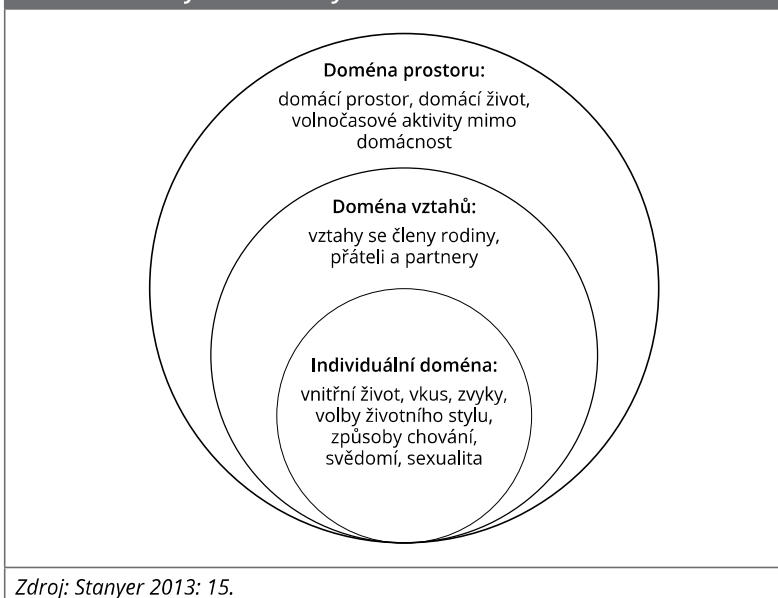 Doména prostoru:
domácí prostor, domácí život,
volnočasové aktivity mimo
domácnost
Doména vztahů:
vztahy se členy rodiny,
přáteli a partnery
Individuální doména:
vnitřní život, vkus, zvyky,
volby životního stylu,
způsoby chování,
svědomí, sexualita
Zdroj: Stanyer 2013: 15.